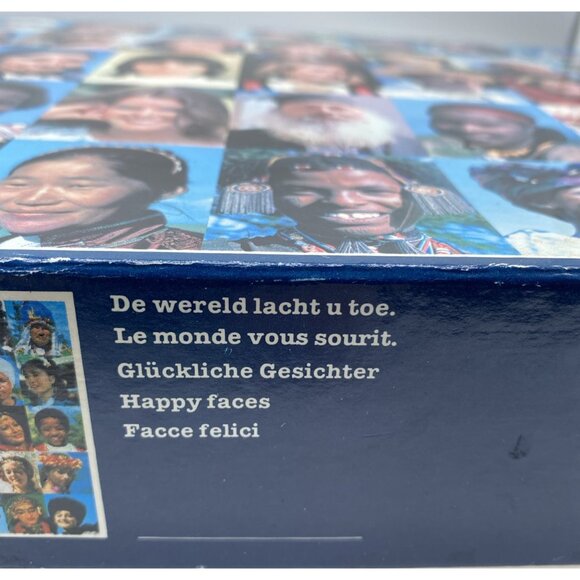 De wereld lacht u toe.
Le monde vous sourit.
Glückliche Gesichter
Happy faces
Facce felici